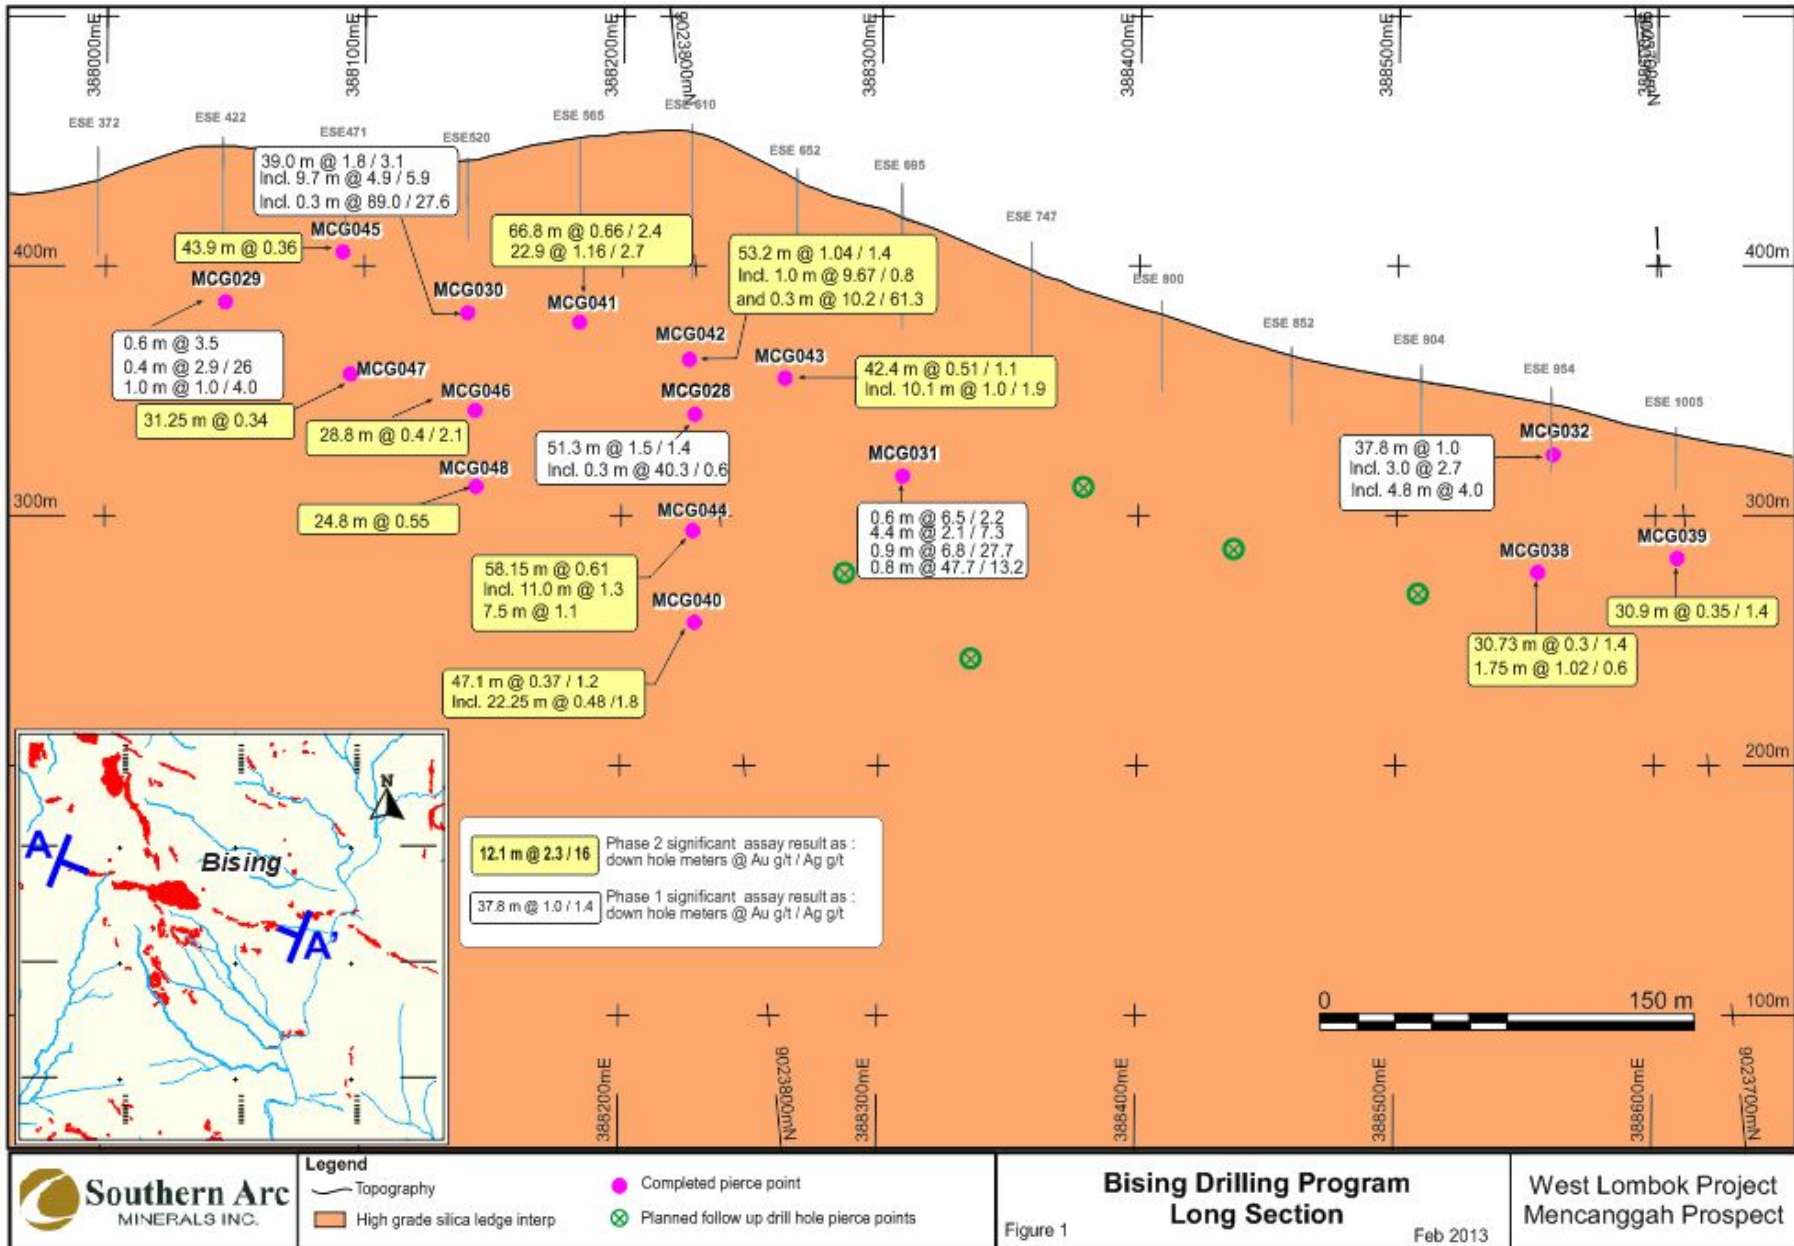 388000mE
388100mE
388200mE
9023800mN
388300mE
388400mE
388500mE
ESE 372
ESE 422
ESE471
ESE520
ESE 565
ESE 610
ESE 652
ESE 695
ESE 747
ESE 800
ESE 852
ESE 904
ESE 954
ESE 1005
39.0 m @ 1.8 / 3.1
Incl. 9.7 m @ 4.9 / 5.9
Incl. 0.3 m @ 89.0 / 27.6
43.9 m @ 0.36
MCG045
66.8 m @ 0.66 / 2.4
22.9 @ 1.16 / 2.7
53.2 m @ 1.04 / 1.4
Incl. 1.0 m @ 9.67 / 0.8
and 0.3 m @ 10.2 / 61.3
400m
400m
MCG029
MCG030
MCG041
MCG042
MCG043
0.6 m @ 3.5
0.4 m @ 2.9 / 26
1.0 m @ 1.0 / 4.0
MCG047
31.25 m @ 0.34
MCG046
28.8 m @ 0.4 / 2.1
MCG028
42.4 m @ 0.51 / 1.1
Incl. 10.1 m @ 1.0 / 1.9
51.3 m @ 1.5 / 1.4
Incl. 0.3 m @ 40.3 / 0.6
MCG048
24.8 m @ 0.55
MCG031
0.6 m @ 6.5 / 2.2
4.4 m @ 2.1 / 7.3
0.9 m @ 6.8 / 27.7
0.8 m @ 47.7 / 13.2
MCG032
37.8 m @ 1.0
Incl. 3.0 @ 2.7
Incl. 4.8 m @ 4.0
300m
300m
MCG044
58.15 m @ 0.61
Incl. 11.0 m @ 1.3
7.5 m @ 1.1
MCG040
47.1 m @ 0.37 / 1.2
Incl. 22.25 m @ 0.48 /1.8
MCG038
30.73 m @ 0.3 / 1.4
1.75 m @ 1.02 / 0.6
MCG039
30.9 m @ 0.35 / 1.4
200m
N
A
Bising
A'
12.1 m @ 2.3 / 16
Phase 2 significant assay result as :
down hole meters @ Au g/t / Ag g/t
37.8 m @ 1.0 / 1.4
Phase 1 significant assay result as :
down hole meters @ Au g/t / Ag g/t
0
150 m
100m
388200mE
9023800mN
388300mE
388400mE
388500mE
388600mE
9023700mN
Southern Arc
MINERALS INC.
Legend
Topography
High grade silica ledge interp
Completed pierce point
Planned follow up drill hole pierce points
Figure 1
Bising Drilling Program
Long Section
Feb 2013
West Lombok Project
Mencanggah Prospect